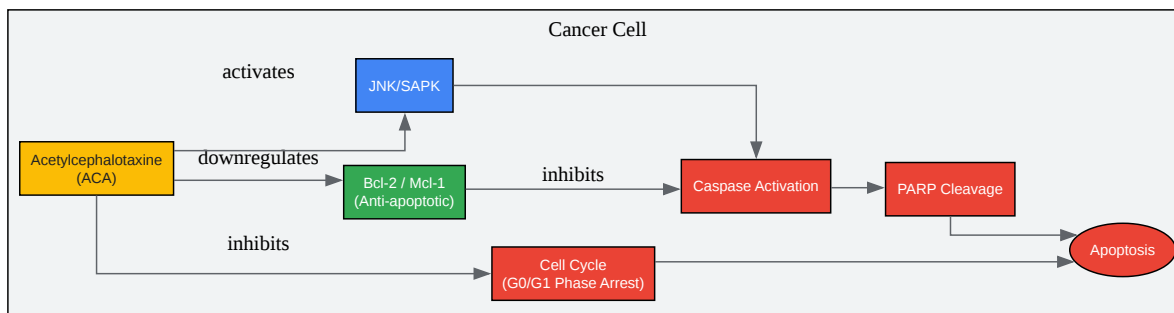 Cancer Cell
activates
JNK/SAPK
Acetylcephalotaxine
(ACA)
downregulates
Bcl-2 / Mcl-1
(Anti-apoptotic)
inhibits
Caspase Activation
PARP Cleavage
inhibits
Cell Cycle
(G0/G1 Phase Arrest)
Apoptosis